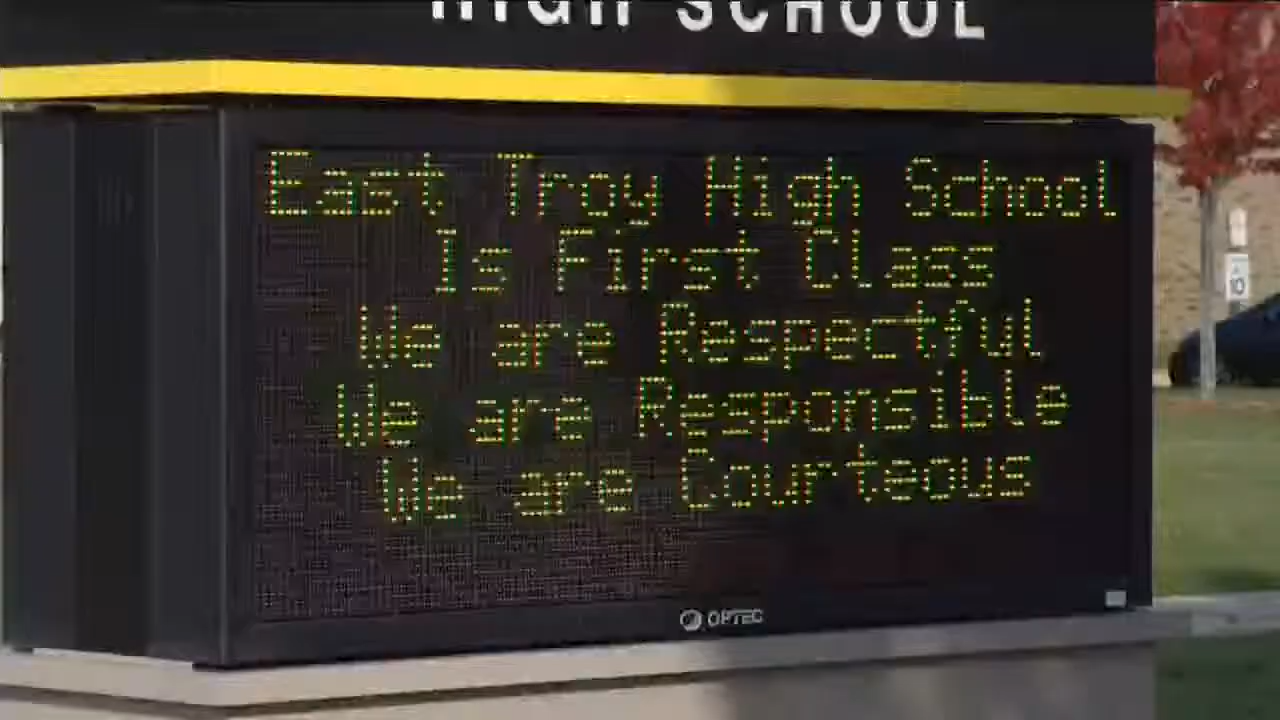 HIGH SCHOOL
East Troy High School
Is First Class
We are Respectful
We are Responsible
We are Courteous
OPTEC
10